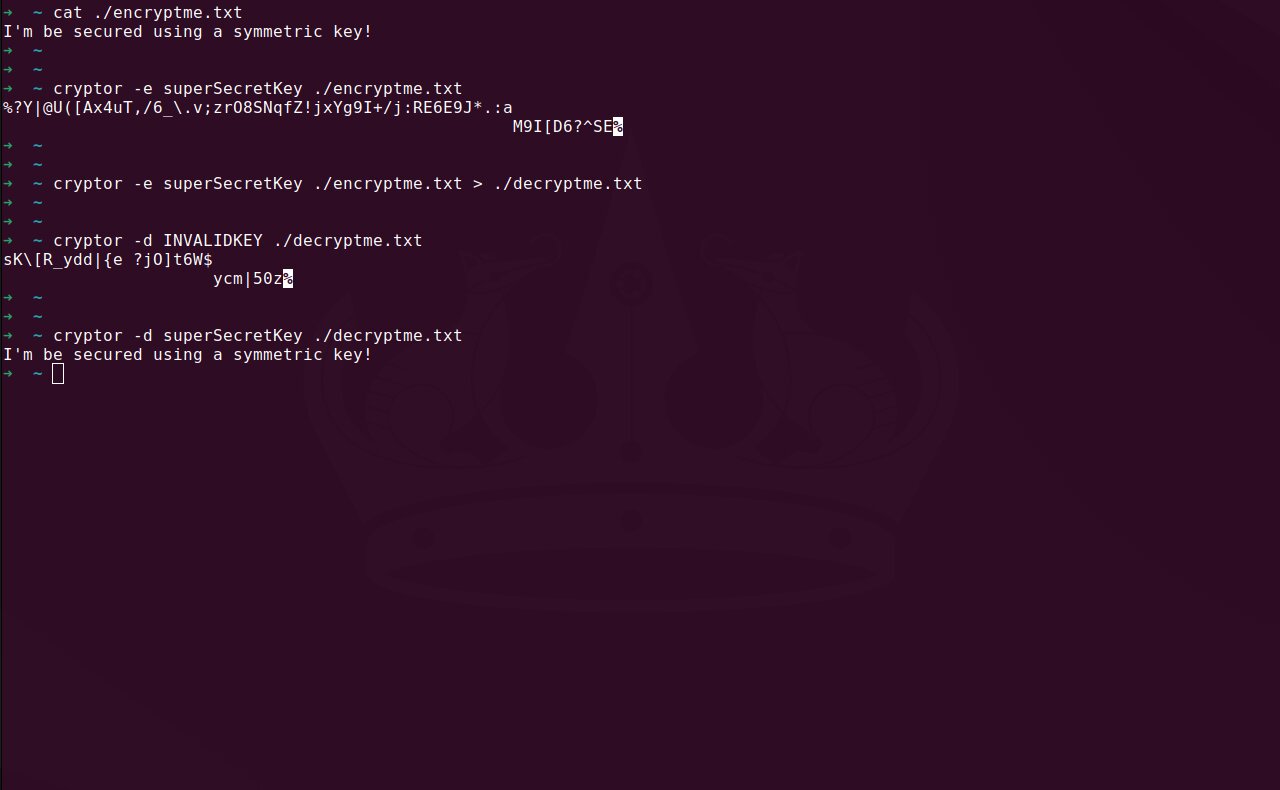 →  ~ cat ./encryptme.txt
I'm be secured using a symmetric key!
→  ~
→  ~
→  ~ cryptor -e superSecretKey ./encryptme.txt
%?Y|@U([Ax4uT,/6_\.v;zrO8SNqfZ!jxYg9I+/j:RE6E9J*.:a
M9I[D6?^SE%
→  ~
→  ~
→  ~ cryptor -e superSecretKey ./encryptme.txt > ./decryptme.txt
→  ~
→  ~
→  ~ cryptor -d INVALIDKEY ./decryptme.txt
sK\[R_ydd|{e ?jO]t6W$
ycm|50z%
→  ~
→  ~
→  ~ cryptor -d superSecretKey ./decryptme.txt
I'm be secured using a symmetric key!
→  ~